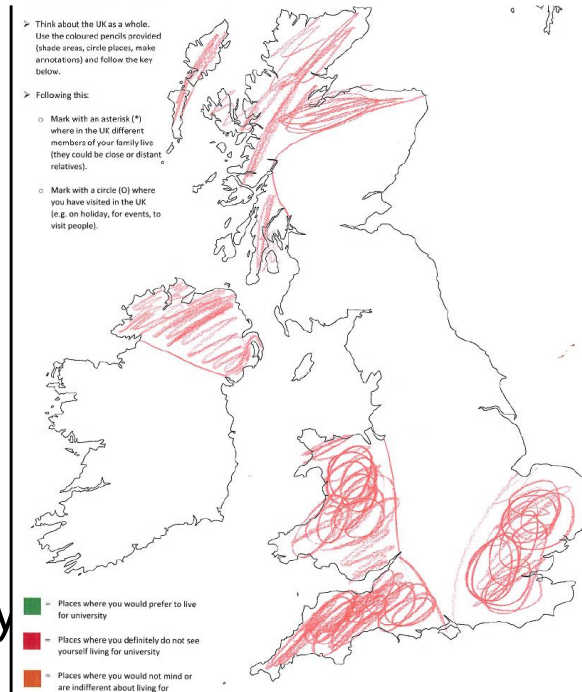 ➢ Think about the UK as a whole.
Use the coloured pencils provided
(shade areas, circle places, make
annotations) and follow the key
below.
➢ Following this:
o Mark with an asterisk (*)
where in the UK different
members of your family live
(they could be close or distant
relatives).
o Mark with a circle (O) where
you have visited in the UK
(e.g. on holiday, for events, to
visit people).
y
= Places where you would prefer to live
for university
= Places where you definitely do not see
yourself living for university
= Places where you would not mind or
are indifferent about living for